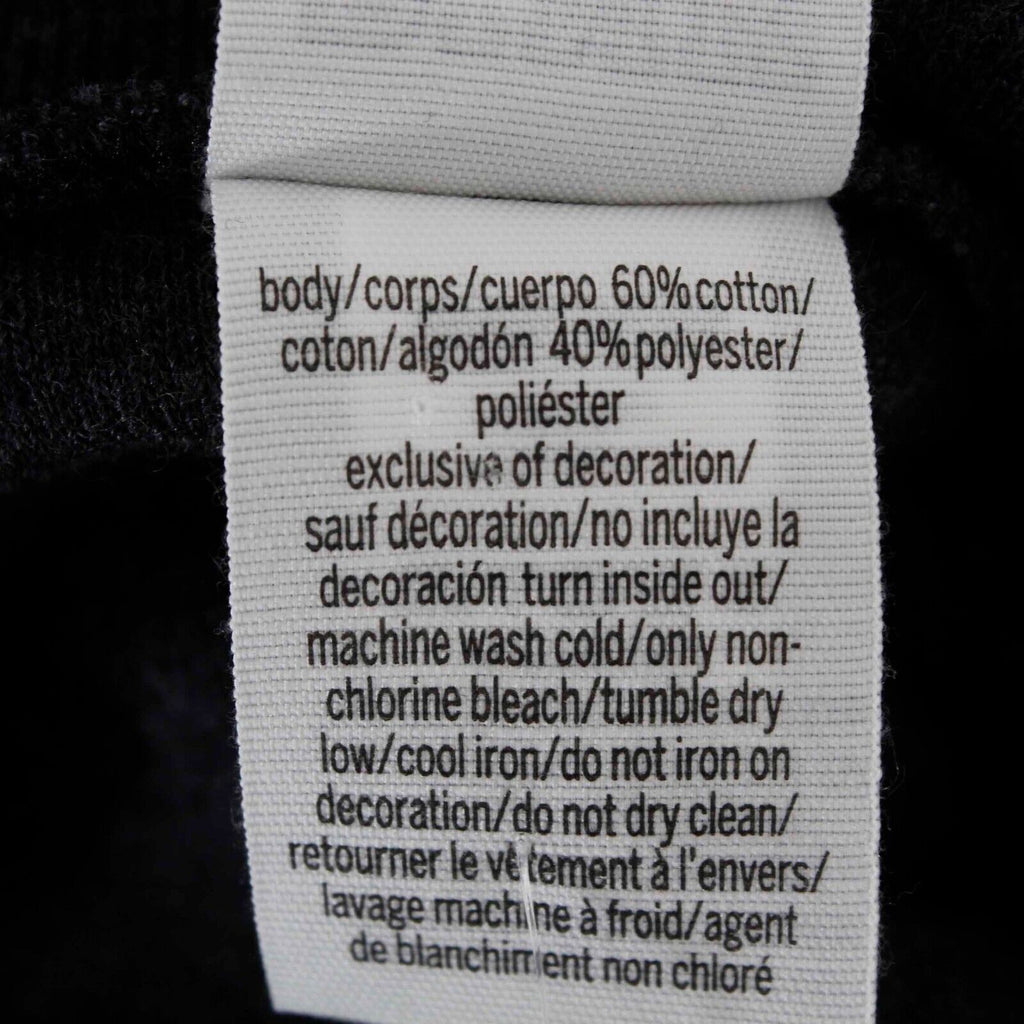 body/corps/cuerpo 60%cotton/
coton/algodón 40%polyester/
poliéster
exclusive of decoration/
sauf décoration/no incluye la
decoración turn inside out/
machine wash cold/only non-
chlorine bleach/tumble dry
low/cool iron/do not iron on
decoration/do not dry clean/
retourner le vêtement à l'envers/
lavage machine à froid/agent
de blanchiment non chloré